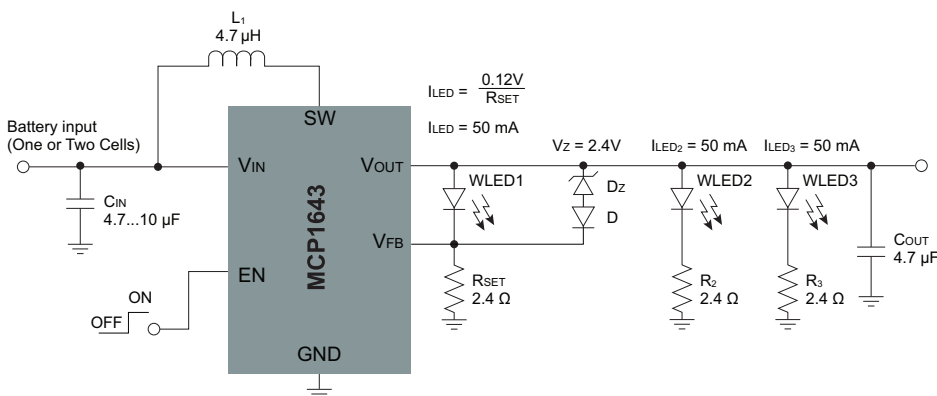 L1
4.7 µH
ILED = 0.12V
RSET
ILED = 50 mA
Battery input
(One or Two Cells)
SW
VIN
VOUT
VZ = 2.4V
ILED2 = 50 mA
ILED3 = 50 mA
WLED1
DZ
D
WLED2
WLED3
CIN
4.7...10 µF
MCP1643
VFB
COUT
4.7 µF
EN
RSET
2.4 Ω
R2
2.4 Ω
R3
2.4 Ω
ON
OFF
GND